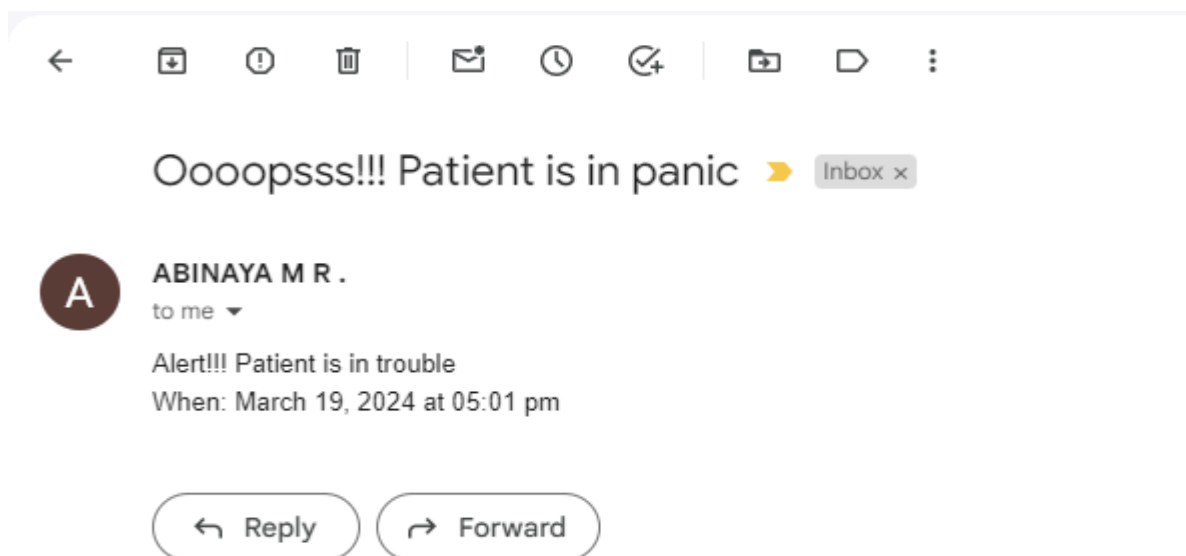 Oooopsss!!! Patient is in panic Inbox ×
A
ABINAYA M R .
to me
Alert!!! Patient is in trouble
When: March 19, 2024 at 05:01 pm
Reply Forward